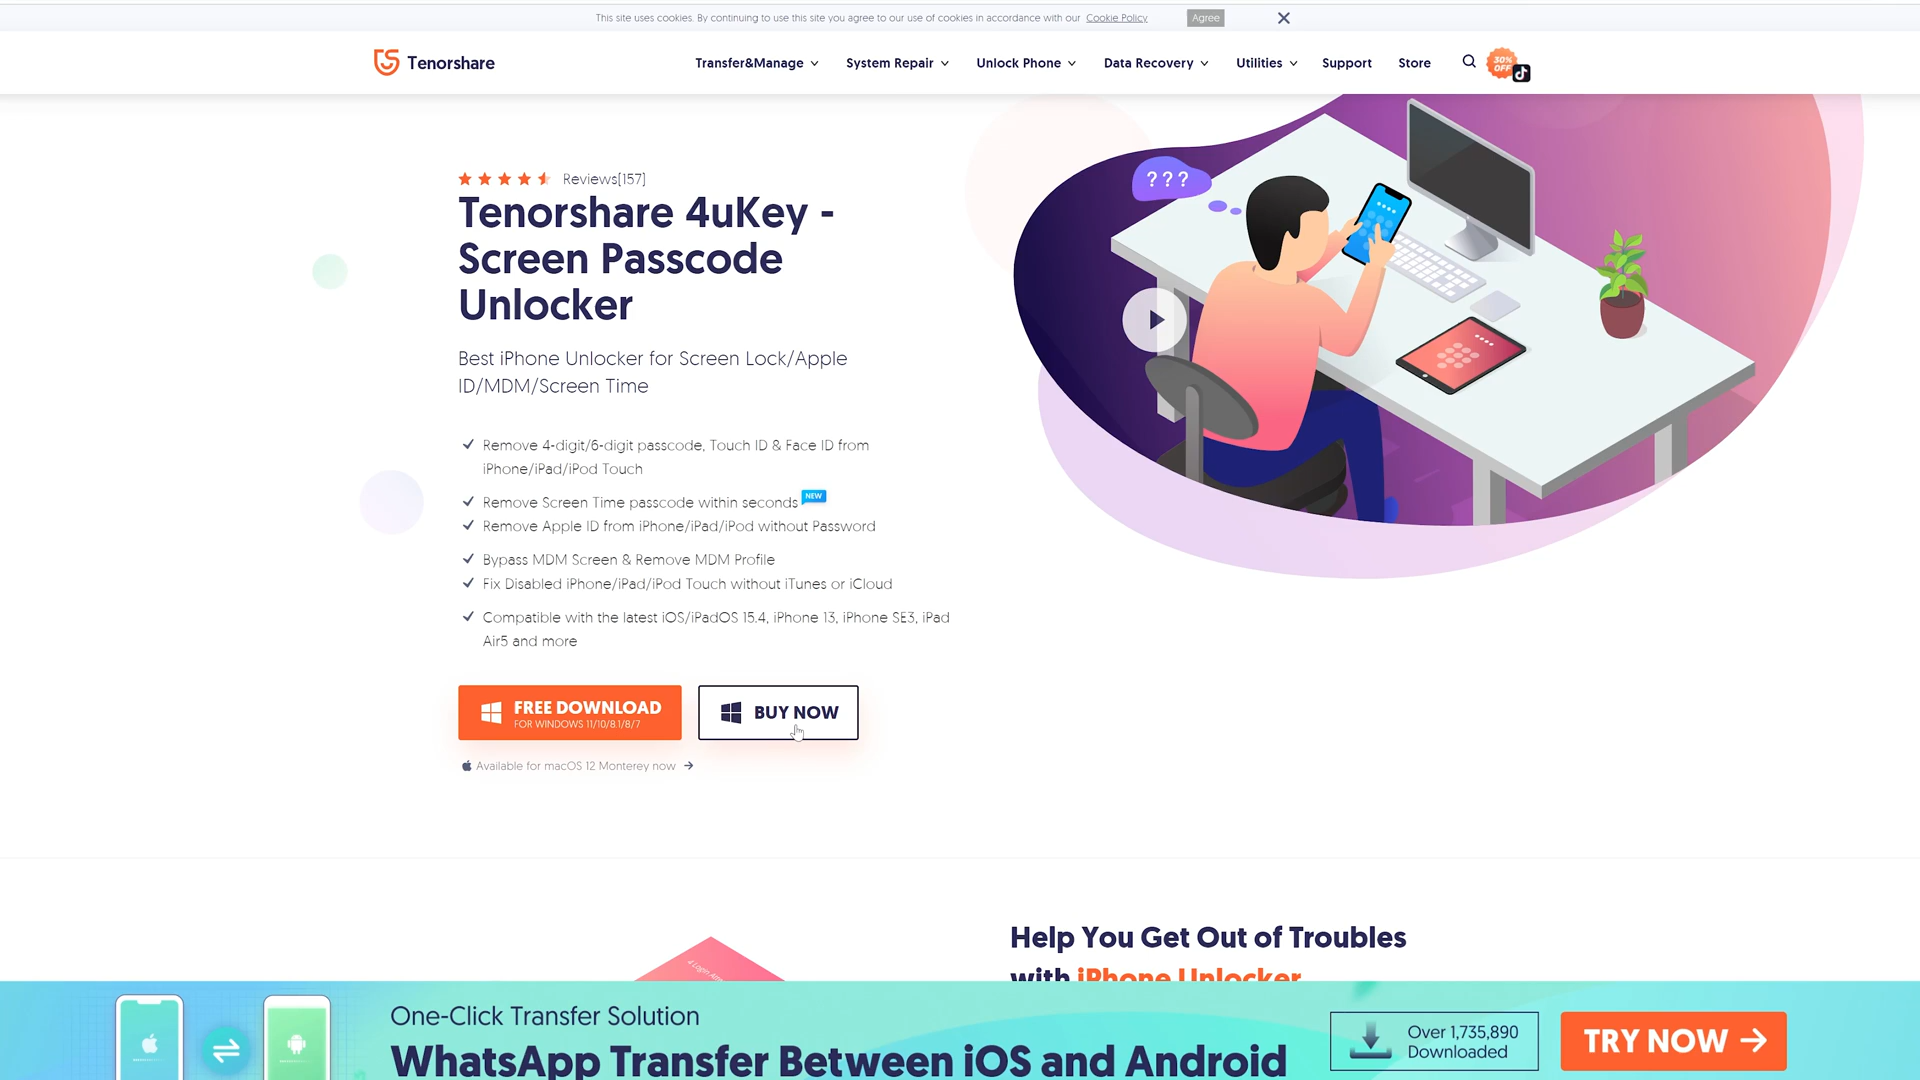 This site uses cookies. By continuing to use this site you agree to our use of cookies in accordance with our Cookie Policy
Agree
Tenorshare
Transfer&Manage
System Repair
Unlock Phone
Data Recovery
Utilities
Support
Store
30%
OFF
Reviews[157]
Tenorshare 4uKey -
Screen Passcode
Unlocker
Best iPhone Unlocker for Screen Lock/Apple
ID/MDM/Screen Time
Remove 4-digit/6-digit passcode, Touch ID & Face ID from
iPhone/iPad/iPod Touch
Remove Screen Time passcode within seconds NEW
Remove Apple ID from iPhone/iPad/iPod without Password
Bypass MDM Screen & Remove MDM Profile
Fix Disabled iPhone/iPad/iPod Touch without iTunes or iCloud
Compatible with the latest iOS/iPadOS 15.4, iPhone 13, iPhone SE3, iPad
Air5 and more
FREE DOWNLOAD
FOR WINDOWS 11/10/8.1/8/7
BUY NOW
Available for macOS 12 Monterey now
???
Help You Get Out of Troubles
with iPhone Unlocker
4 Login
One-Click Transfer Solution
WhatsApp Transfer Between iOS and Android
Over 1,735,890
Downloaded
TRY NOW